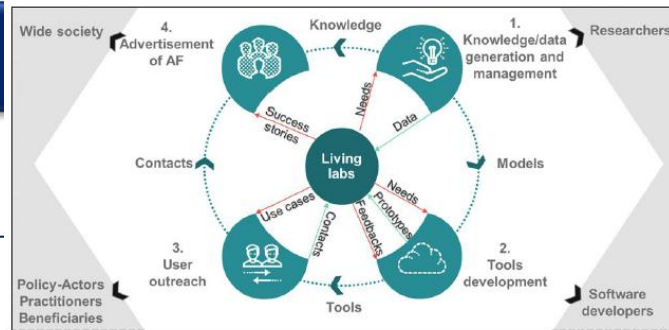 Wide society
4.
Advertisement
of AF
Knowledge
1.
Knowledge/data
generation and
management
Researchers
Success
stories
Needs
Data
Contacts
Living
labs
Models
Use cases
Contacts
Feedbacks
Prototypes
Needs
3.
User
outreach
Tools
2.
Tools
development
Policy-Actors
Practitioners
Beneficiaries
Software
developers